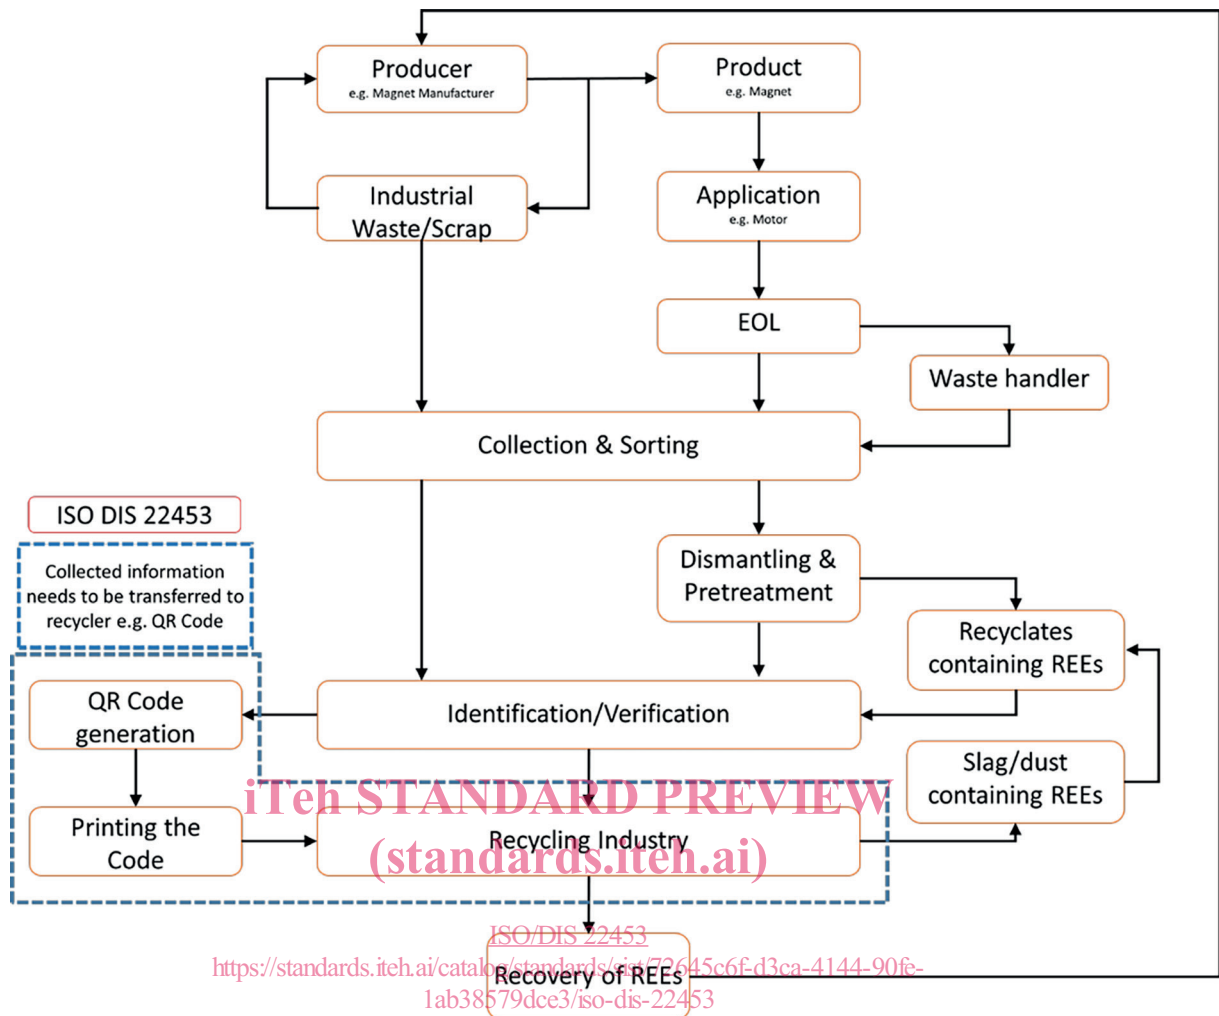 Producer
e.g. Magnet Manufacturer
Product
e.g. Magnet
Industrial
Waste/Scrap
Application
e.g. Motor
EOL
Waste handler
Collection & Sorting
ISO DIS 22453
Collected information
needs to be transferred to
recycler e.g. QR Code
Dismantling &
Pretreatment
Recyclates
containing REEs
QR Code
generation
Identification/Verification
Slag/dust
containing REEs
iTeh STANDARD PREVIEW
Printing the
Code
Recycling Industry
(standards.iteh.ai)
ISO/DIS 22453
https://standards.iteh.ai/catalog/standards/sist/72645c6f-d3ca-4144-90fe-
Recovery of REEs
1ab38579dce3/iso-dis-22453